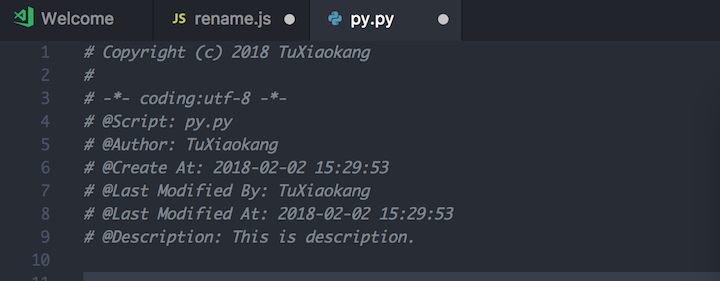 Welcome JS rename.js py.py
1 # Copyright (c) 2018 TuXiaokang
2 #
3 # -*- coding:utf-8 -*-
4 # @Script: py.py
5 # @Author: TuXiaokang
6 # @Create At: 2018-02-02 15:29:53
7 # @Last Modified By: TuXiaokang
8 # @Last Modified At: 2018-02-02 15:29:53
9 # @Description: This is description.
10
11